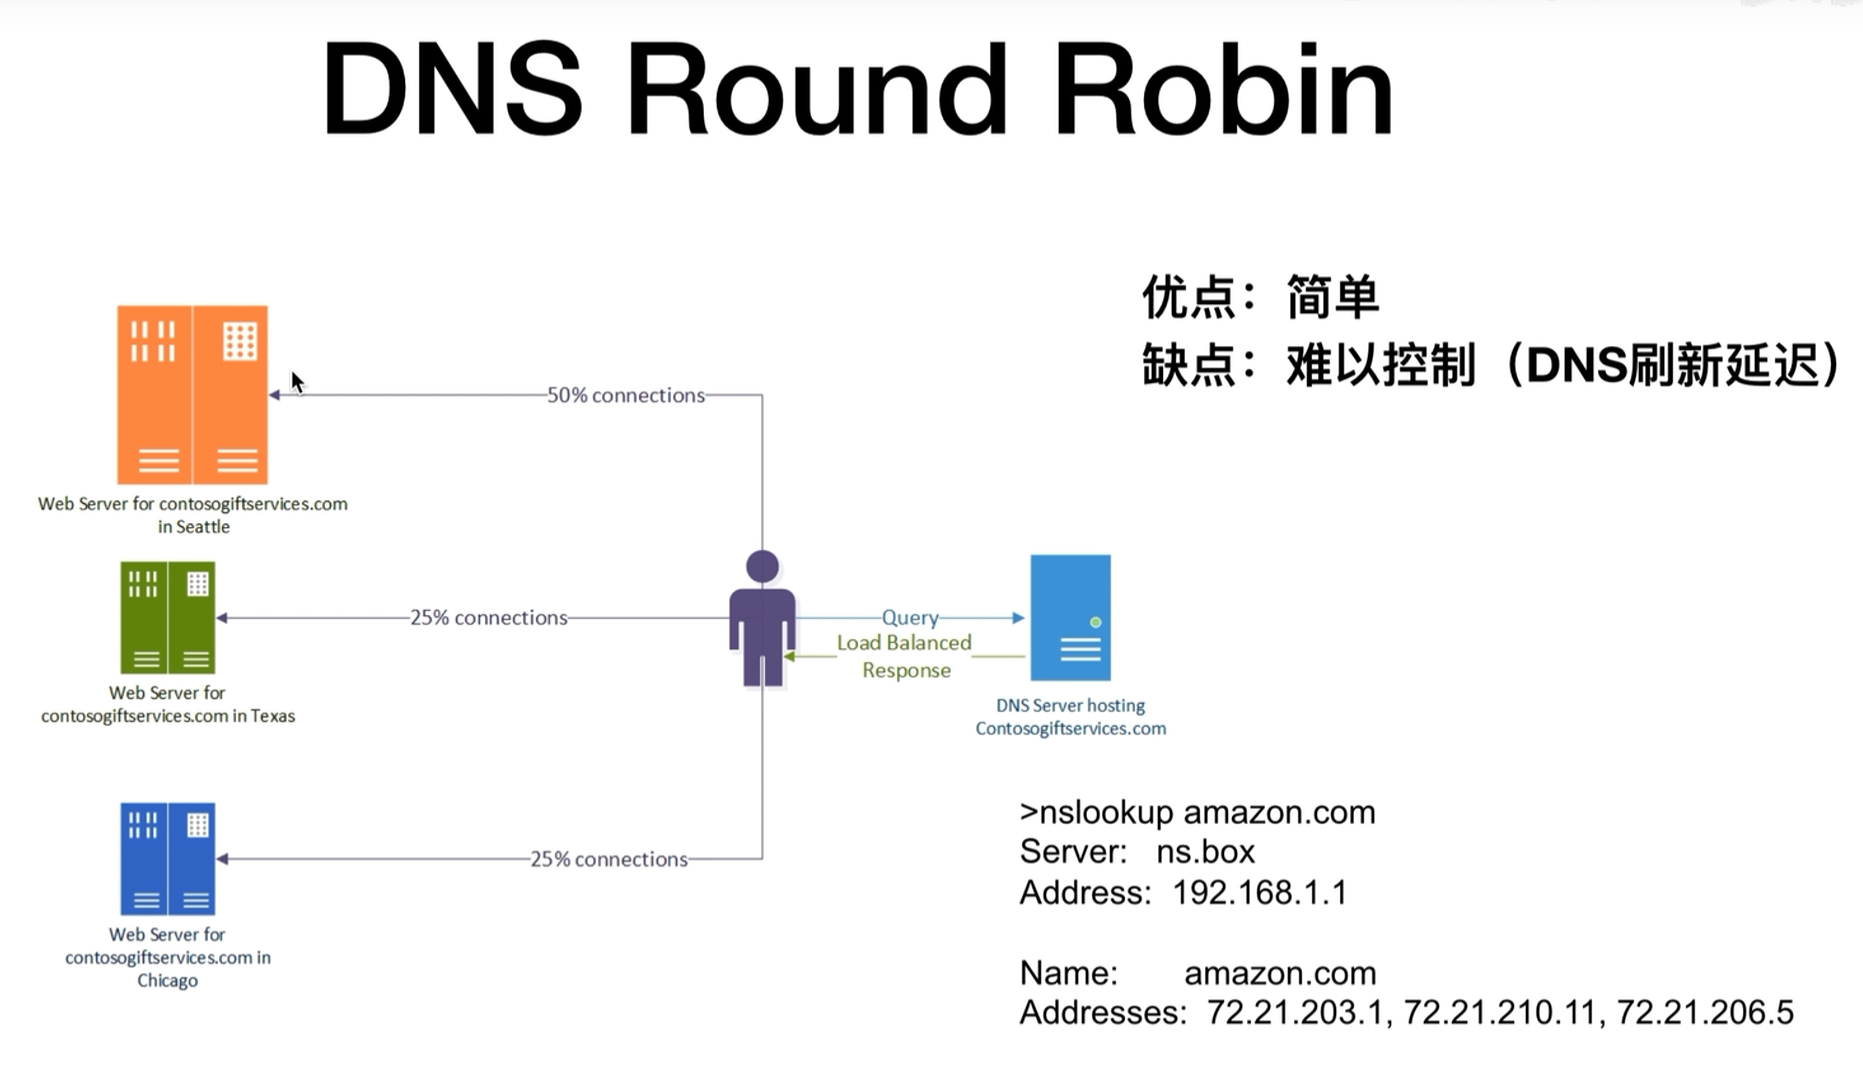 DNS Round Robin
优点：简单
缺点：难以控制（DNS刷新延迟）
50% connections
Web Server for contosogiftservices.com
in Seattle
25% connections
Query
Load Balanced
Response
Web Server for
contosogiftservices.com in Texas
DNS Server hosting
Contosogiftservices.com
25% connections
Web Server for
contosogiftservices.com in
Chicago
>nslookup amazon.com
Server: ns.box
Address: 192.168.1.1
Name: amazon.com
Addresses: 72.21.203.1, 72.21.210.11, 72.21.206.5